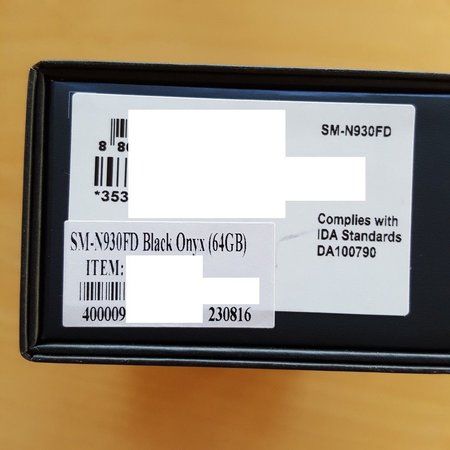 SM-N930FD
8 80
*353
Complies with
IDA Standards
DA100790
SM-N930FD Black Onyx (64GB)
ITEM:
400009
230816